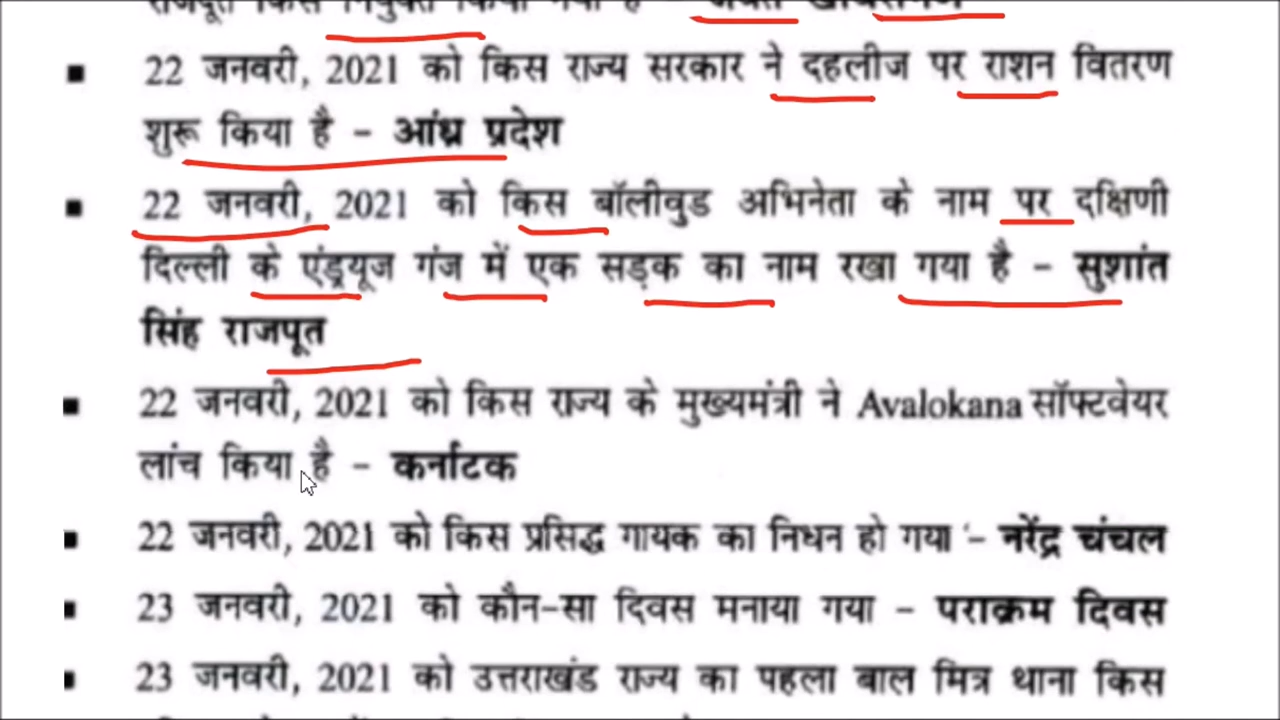 राजदूत किसे नियुक्त किया गया है –
■ 22 जनवरी, 2021 को किस राज्य सरकार ने दहलीज पर राशन वितरण
शुरू किया है – आंध्र प्रदेश
■ 22 जनवरी, 2021 को किस बॉलीवुड अभिनेता के नाम पर दक्षिणी
दिल्ली के एंड्रयूज गंज में एक सड़क का नाम रखा गया है – सुशांत
सिंह राजपूत
■ 22 जनवरी, 2021 को किस राज्य के मुख्यमंत्री ने Avalokana सॉफ्टवेयर
लांच किया है – कर्नाटक
■ 22 जनवरी, 2021 को किस प्रसिद्ध गायक का निधन हो गया – नरेंद्र चंचल
■ 23 जनवरी, 2021 को कौन-सा दिवस मनाया गया – पराक्रम दिवस
■ 23 जनवरी, 2021 को उत्तराखंड राज्य का पहला बाल मित्र थाना किस